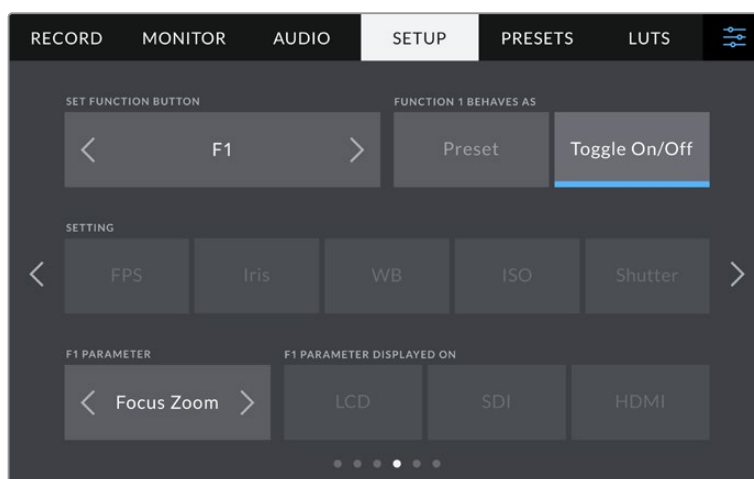 RECORD MONITOR AUDIO SETUP PRESETS LUTS
SET FUNCTION BUTTON FUNCTION 1 BEHAVES AS
F1 Preset Toggle On/Off
SETTING
FPS Iris WB ISO Shutter
F1 PARAMETER F1 PARAMETER DISPLAYED ON
Focus Zoom LCD SDI HDMI